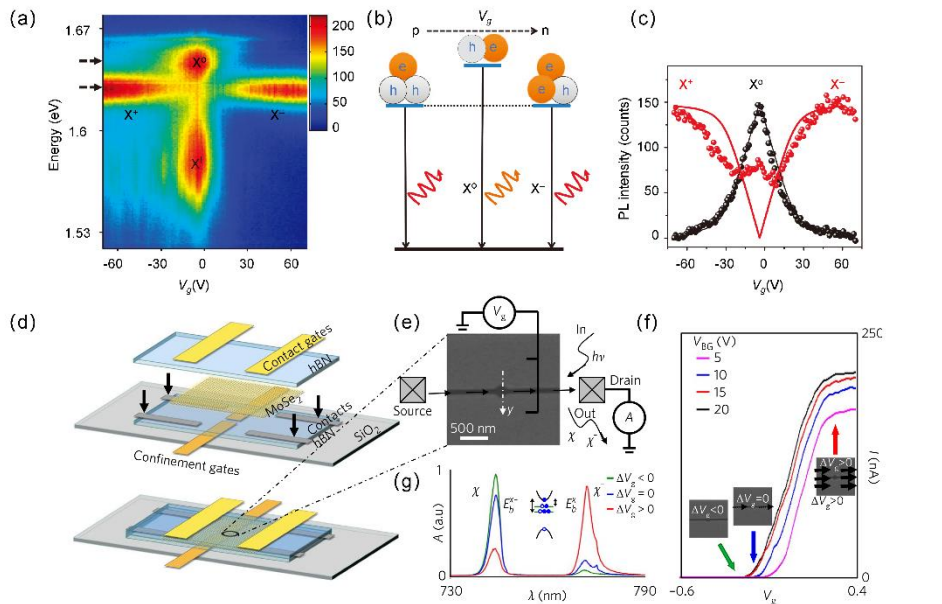 (a)
1.67
1.6
1.53
Energy (eV)
X⁰
X⁺
X⁻
X^I
-60
-30
0
30
60
V_g(V)
200
150
100
50
0
(b)
V_g
p
n
h
e
e
h
h
e
e
h
X⁰
X⁻
(c)
X⁺
X⁰
X⁻
150
100
50
0
PL intensity (counts)
-60
-30
0
30
60
V_g(V)
(d)
Contact gates
hBN
MoSe₂
Contacts
hBN
SiO₂
Confinement gates
(e)
V_g
In
hν
Source
Drain
y
Out
χ
χ⁻
A
500 nm
(f)
V_BG (V)
5
10
15
20
250
0
I (nA)
ΔV_g<0
ΔV_g=0
ΔV_g>0
ΔV_g>0
-0.6
V_g
0.4
(g)
1
0
A (a.u)
χ
E_b^x-
E_b^x
χ⁻
ΔV_g<0
ΔV_g=0
ΔV_g>0
730
λ (nm)
790